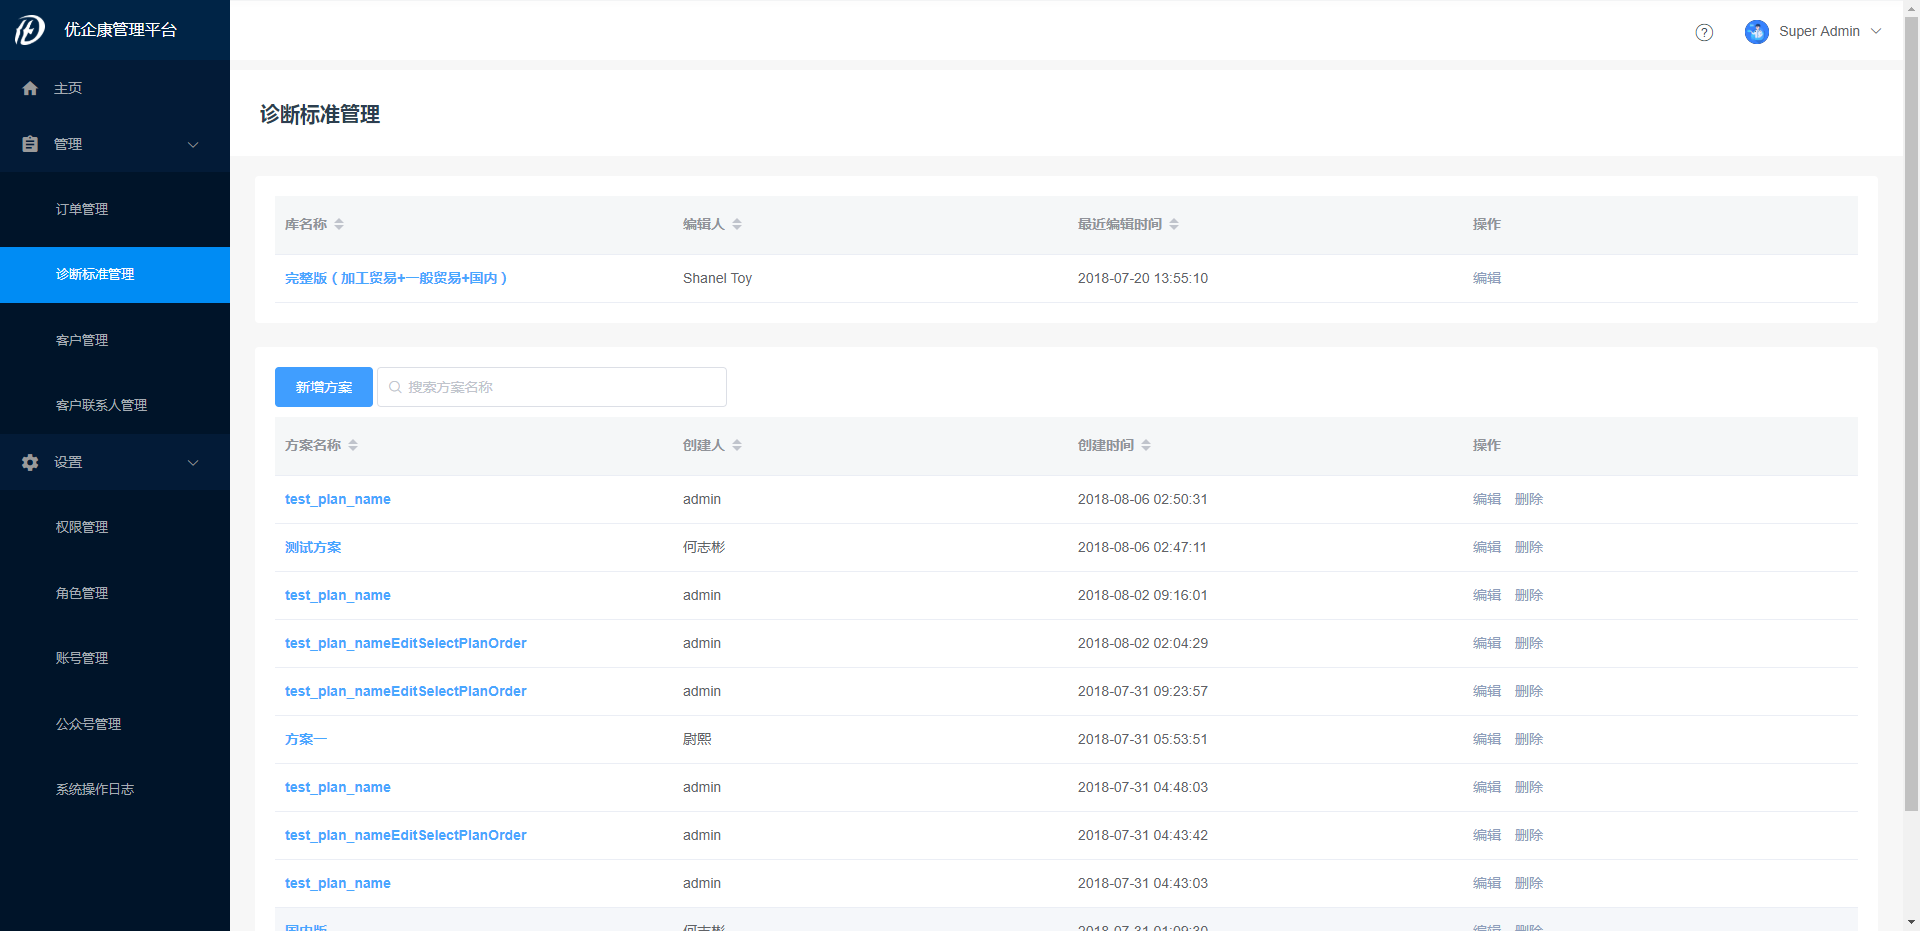 优企康管理平台
Super Admin
主页
管理
订单管理
诊断标准管理
客户管理
客户联系人管理
设置
权限管理
角色管理
账号管理
公众号管理
系统操作日志
诊断标准管理
库名称 编辑人 最近编辑时间 操作
完整版（加工贸易+一般贸易+国内） Shanel Toy 2018-07-20 13:55:10 编辑
新增方案 搜索方案名称
方案名称 创建人 创建时间 操作
test_plan_name admin 2018-08-06 02:50:31 编辑 删除
测试方案 何志彬 2018-08-06 02:47:11 编辑 删除
test_plan_name admin 2018-08-02 09:16:01 编辑 删除
test_plan_nameEditSelectPlanOrder admin 2018-08-02 02:04:29 编辑 删除
test_plan_nameEditSelectPlanOrder admin 2018-07-31 09:23:57 编辑 删除
方案一 尉熙 2018-07-31 05:53:51 编辑 删除
test_plan_name admin 2018-07-31 04:48:03 编辑 删除
test_plan_nameEditSelectPlanOrder admin 2018-07-31 04:43:42 编辑 删除
test_plan_name admin 2018-07-31 04:43:03 编辑 删除
何志彬 2018-07-31 01:09:30 编辑 删除